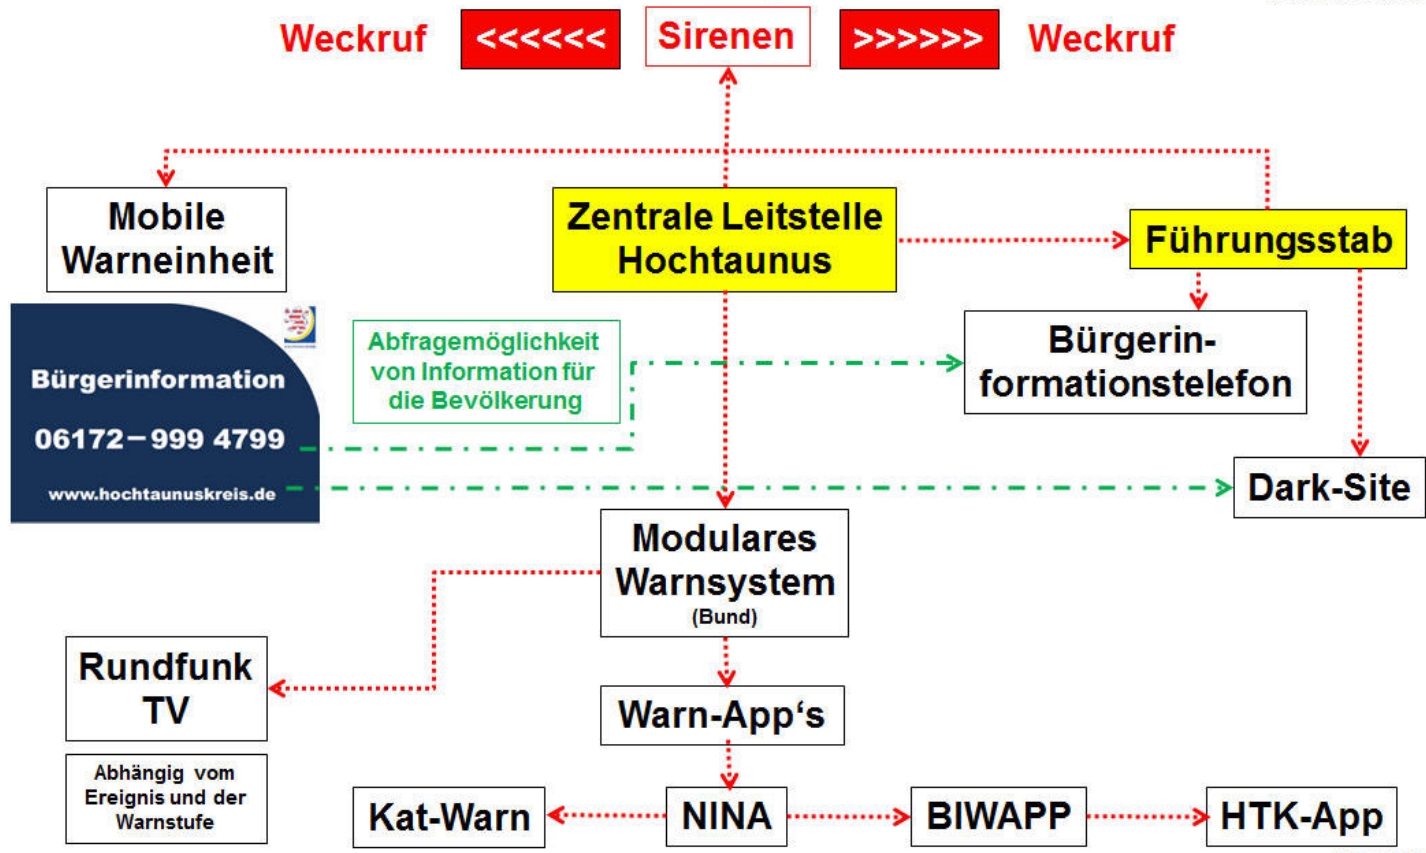 Weckruf <<<<<< Sirenen >>>>>> Weckruf
Mobile
Warneinheit
Zentrale Leitstelle
Hochtaunus
Führungsstab
Bürgerinformation
06172–999 4799
www.hochtaunuskreis.de
Abfragemöglichkeit
von Information für
die Bevölkerung
Bürgerin-
formationstelefon
Dark-Site
Modulares
Warnsystem
(Bund)
Rundfunk
TV
Warn-App‘s
Abhängig vom
Ereignis und der
Warnstufe
Kat-Warn
NINA
BIWAPP
HTK-App